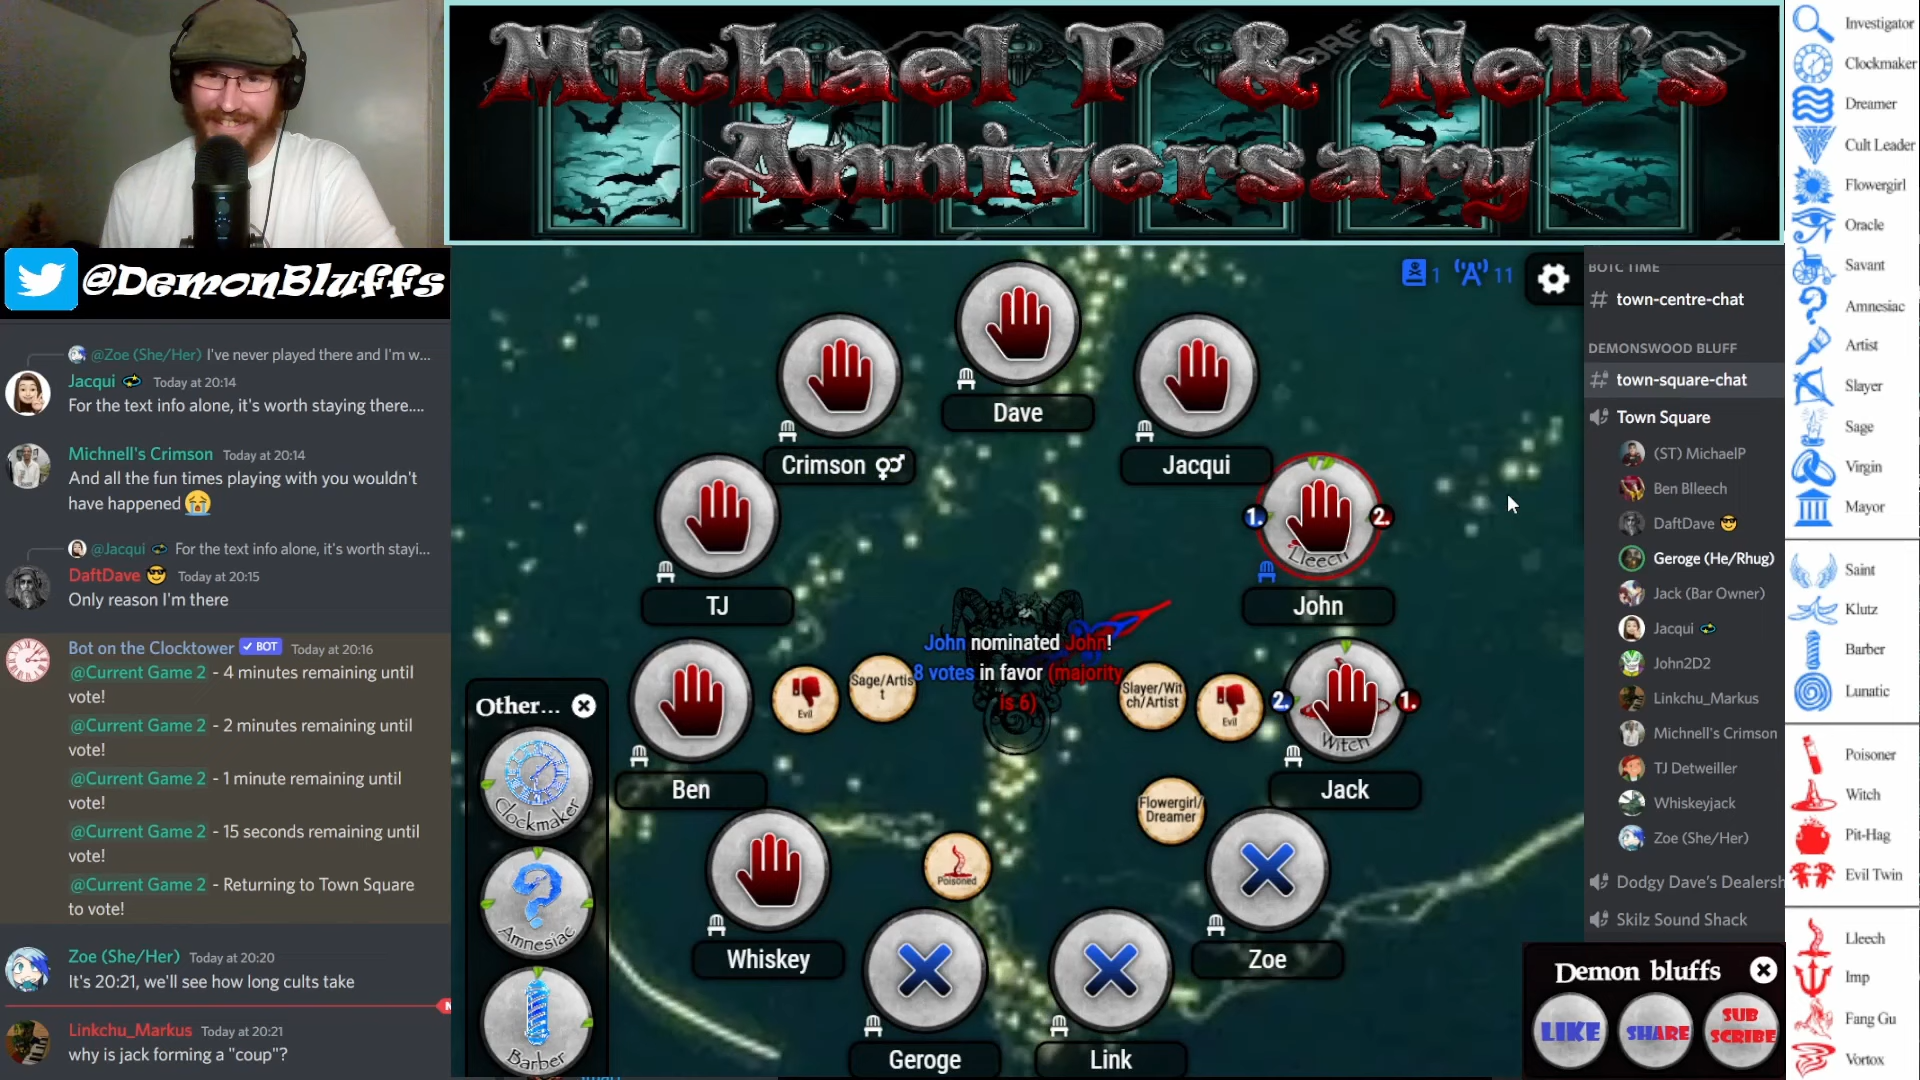 Michael P & Nell's
Anniversary
@DemonBluffs
@Zoe (She/Her) I've never played there and I'm w...
Jacqui Today at 20:14
For the text info alone, it's worth staying there....
Michnell's Crimson Today at 20:14
And all the fun times playing with you wouldn't
have happened
@Jacqui For the text info alone, it's worth stayi...
DaftDave Today at 20:15
Only reason I'm there
Bot on the Clocktower BOT Today at 20:16
@Current Game 2 - 4 minutes remaining until
vote!
@Current Game 2 - 2 minutes remaining until
vote!
@Current Game 2 - 1 minute remaining until
vote!
@Current Game 2 - 15 seconds remaining until
vote!
@Current Game 2 - Returning to Town Square
to vote!
Zoe (She/Her) Today at 20:20
It's 20:21, we'll see how long cults take
Linkchu_Markus Today at 20:21
why is jack forming a "coup"?
1 11
Dave
Crimson
Jacqui
TJ
1. 2.
Lleech
John
Ben
2. 1.
Witch
Jack
Whiskey
Zoe
Geroge
Link
John nominated John!
8 votes in favor (majority
is 6)
Evil
Sage/Artis
t
Slayer/Wit
ch/Artist
Evil
Flowergirl/
Dreamer
Poisoned
Other...
Clockmaker
Amnesiac
Barber
BOTC TIME
# town-centre-chat
DEMONSWOOD BLUFF
# town-square-chat
Town Square
(ST) MichaelP
Ben Blleech
DaftDave
Geroge (He/Rhug)
Jack (Bar Owner)
Jacqui
John2D2
Linkchu_Markus
Michnell's Crimson
TJ Detweiller
Whiskeyjack
Zoe (She/Her)
Dodgy Dave's Dealersh
Skilz Sound Shack
Demon bluffs
LIKE
SHARE
SUB
SCRIBE
Investigator
Clockmaker
Dreamer
Cult Leader
Flowergirl
Oracle
Savant
Amnesiac
Artist
Slayer
Sage
Virgin
Mayor
Saint
Klutz
Barber
Lunatic
Poisoner
Witch
Pit-Hag
Evil Twin
Lleech
Imp
Fang Gu
Vortox